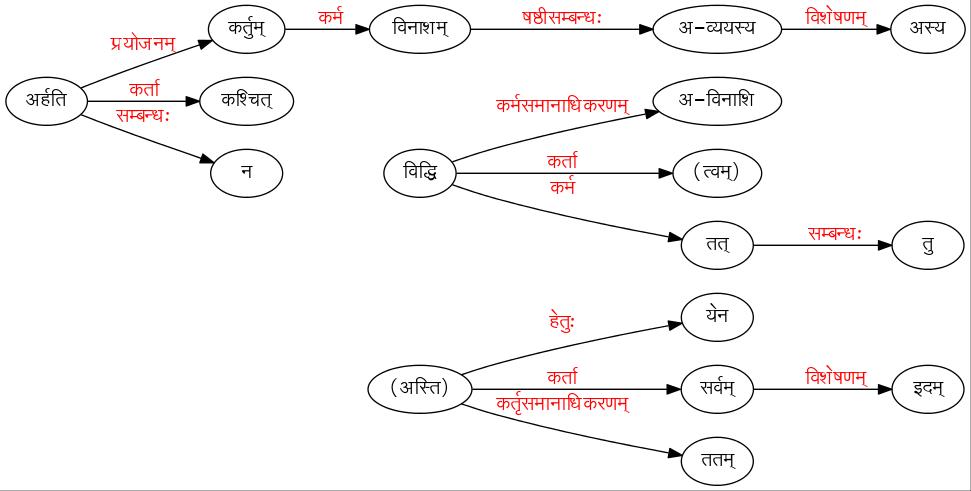 कर्तुम् कर्म विनाशम् षष्ठीसम्बन्धः अ-व्ययस्य विशेषणम् अस्य
प्रयोजनम्
अर्हति कर्ता कश्चित्
सम्बन्धः
न
कर्मसमानाधिकरणम् अ-विनाशि
विद्धि कर्ता (त्वम्)
कर्म
तत् सम्बन्धः तु
हेतुः येन
(अस्ति) कर्ता सर्वम् विशेषणम् इदम्
कर्तृसमानाधिकरणम्
ततम्